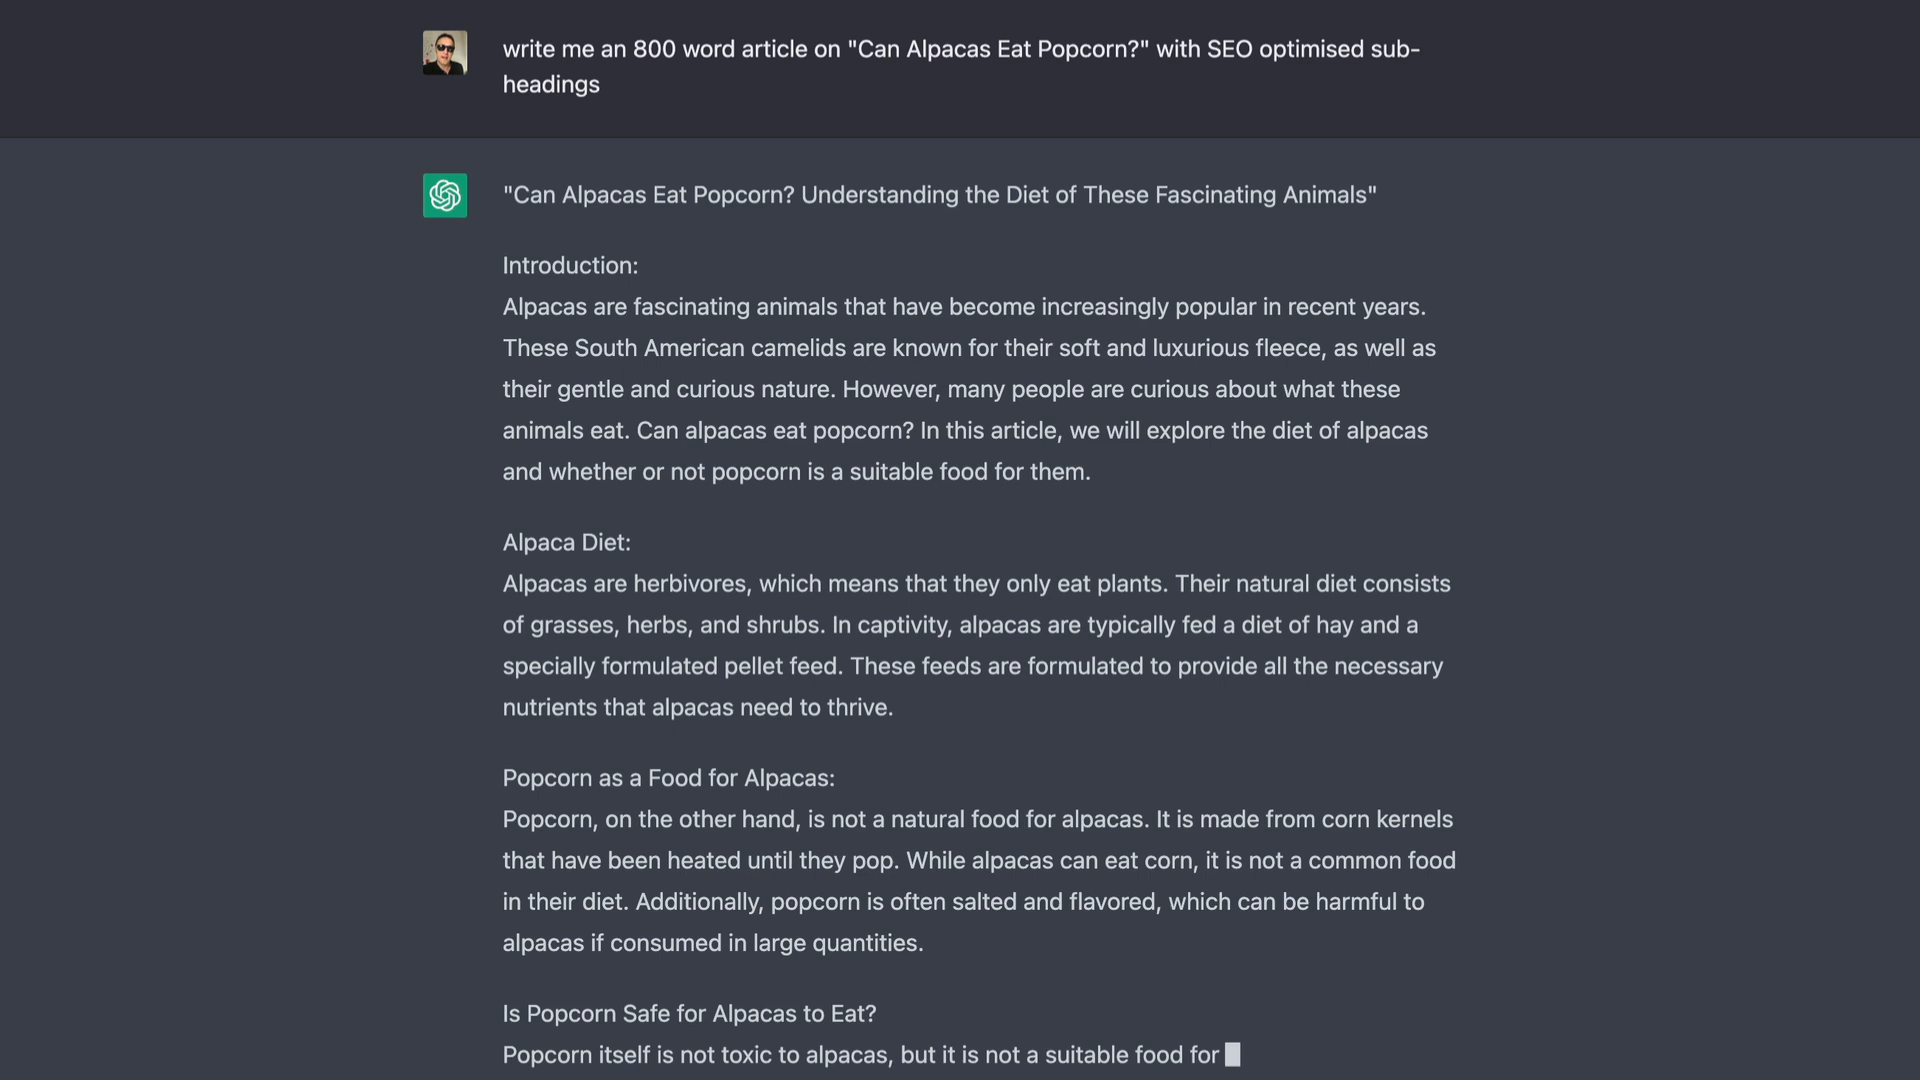 write me an 800 word article on "Can Alpacas Eat Popcorn?" with SEO optimised sub-
headings
"Can Alpacas Eat Popcorn? Understanding the Diet of These Fascinating Animals"
Introduction:
Alpacas are fascinating animals that have become increasingly popular in recent years.
These South American camelids are known for their soft and luxurious fleece, as well as
their gentle and curious nature. However, many people are curious about what these
animals eat. Can alpacas eat popcorn? In this article, we will explore the diet of alpacas
and whether or not popcorn is a suitable food for them.
Alpaca Diet:
Alpacas are herbivores, which means that they only eat plants. Their natural diet consists
of grasses, herbs, and shrubs. In captivity, alpacas are typically fed a diet of hay and a
specially formulated pellet feed. These feeds are formulated to provide all the necessary
nutrients that alpacas need to thrive.
Popcorn as a Food for Alpacas:
Popcorn, on the other hand, is not a natural food for alpacas. It is made from corn kernels
that have been heated until they pop. While alpacas can eat corn, it is not a common food
in their diet. Additionally, popcorn is often salted and flavored, which can be harmful to
alpacas if consumed in large quantities.
Is Popcorn Safe for Alpacas to Eat?
Popcorn itself is not toxic to alpacas, but it is not a suitable food for